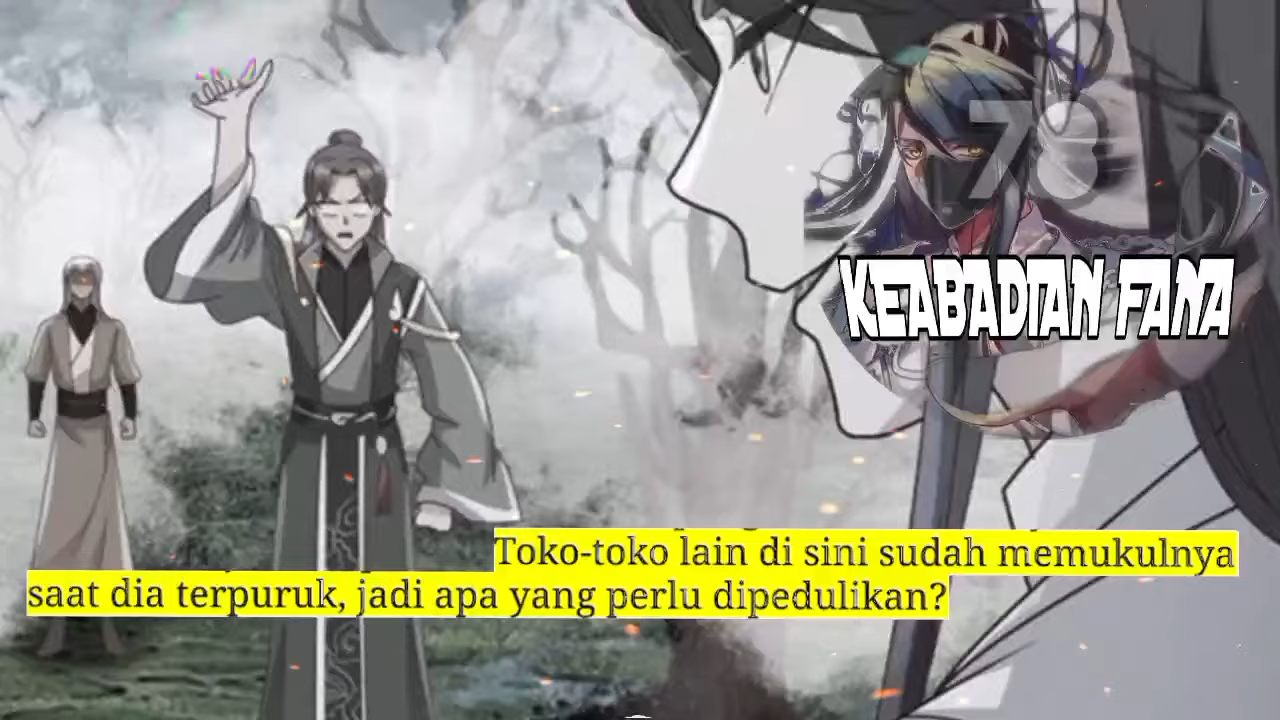 78
KEABADIAN FANA
Toko-toko lain di sini sudah memukulnya
saat dia terpuruk, jadi apa yang perlu dipedulikan?